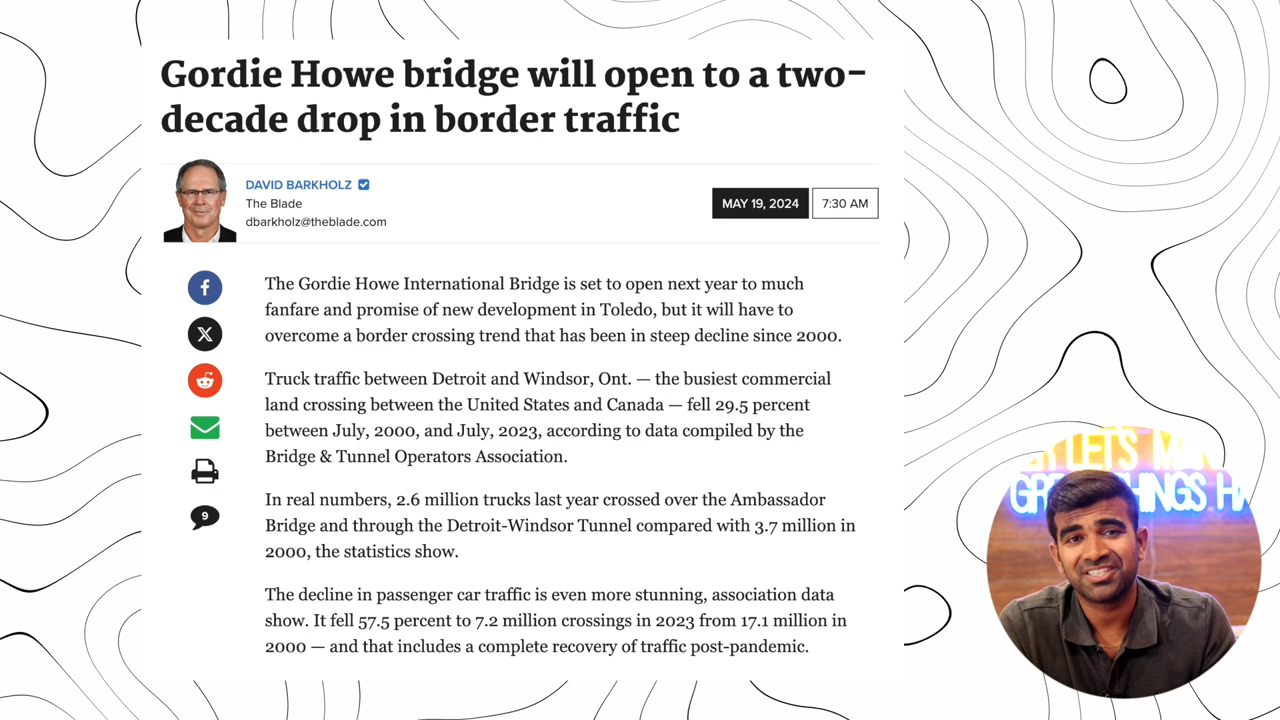 Gordie Howe bridge will open to a two-
decade drop in border traffic
DAVID BARKHOLZ
The Blade
dbarkholz@theblade.com
MAY 19, 2024
7:30 AM
The Gordie Howe International Bridge is set to open next year to much
fanfare and promise of new development in Toledo, but it will have to
overcome a border crossing trend that has been in steep decline since 2000.
Truck traffic between Detroit and Windsor, Ont. — the busiest commercial
land crossing between the United States and Canada — fell 29.5 percent
between July, 2000, and July, 2023, according to data compiled by the
Bridge & Tunnel Operators Association.
9
In real numbers, 2.6 million trucks last year crossed over the Ambassador
Bridge and through the Detroit-Windsor Tunnel compared with 3.7 million in
2000, the statistics show.
The decline in passenger car traffic is even more stunning, association data
show. It fell 57.5 percent to 7.2 million crossings in 2023 from 17.1 million in
2000 — and that includes a complete recovery of traffic post-pandemic.
LET'S